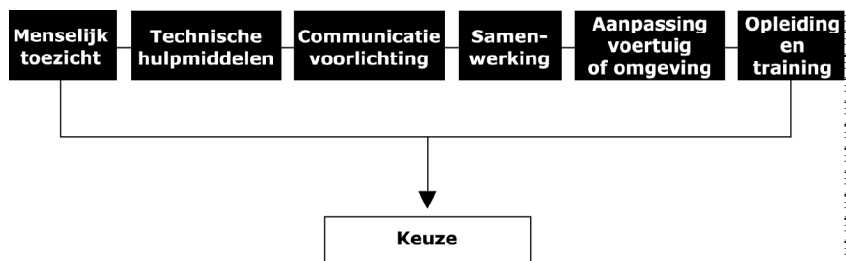 Menselijk
toezicht
Technische
hulpmiddelen
Communicatie
voorlichting
Samen-
werking
Aanpassing
voertuig
of omgeving
Opleiding
en
training
Keuze